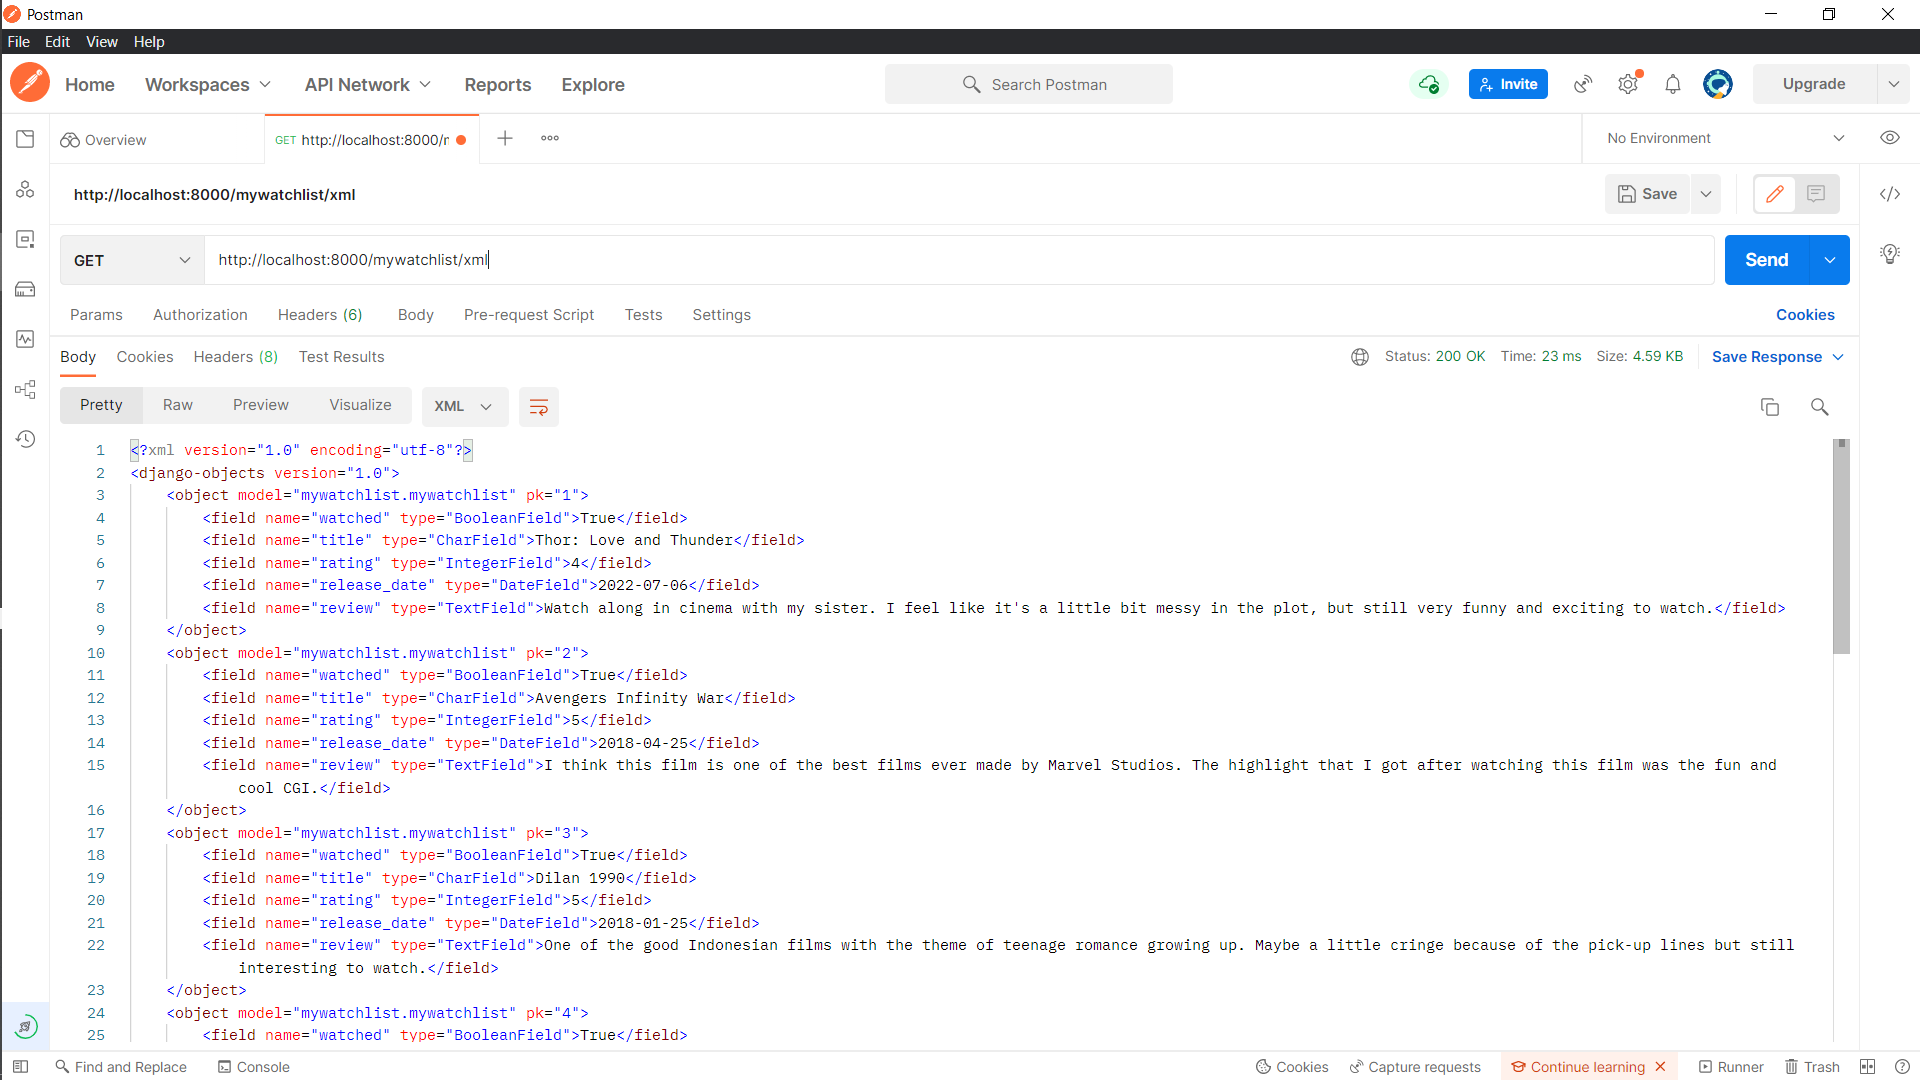 Postman
File Edit View Help
Home Workspaces API Network Reports Explore Search Postman Invite Upgrade
Overview GET http://localhost:8000/r No Environment
http://localhost:8000/mywatchlist/xml Save
GET http://localhost:8000/mywatchlist/xml Send
Params Authorization Headers (6) Body Pre-request Script Tests Settings Cookies
Body Cookies Headers (8) Test Results Status: 200 OK Time: 23 ms Size: 4.59 KB Save Response
Pretty Raw Preview Visualize XML
1 <?xml version="1.0" encoding="utf-8"?>
2 <django-objects version="1.0">
3 <object model="mywatchlist.mywatchlist" pk="1">
4 <field name="watched" type="BooleanField">True</field>
5 <field name="title" type="CharField">Thor: Love and Thunder</field>
6 <field name="rating" type="IntegerField">4</field>
7 <field name="release_date" type="DateField">2022-07-06</field>
8 <field name="review" type="TextField">Watch along in cinema with my sister. I feel like it's a little bit messy in the plot, but still very funny and exciting to watch.</field>
9 </object>
10 <object model="mywatchlist.mywatchlist" pk="2">
11 <field name="watched" type="BooleanField">True</field>
12 <field name="title" type="CharField">Avengers Infinity War</field>
13 <field name="rating" type="IntegerField">5</field>
14 <field name="release_date" type="DateField">2018-04-25</field>
15 <field name="review" type="TextField">I think this film is one of the best films ever made by Marvel Studios. The highlight that I got after watching this film was the fun and
cool CGI.</field>
16 </object>
17 <object model="mywatchlist.mywatchlist" pk="3">
18 <field name="watched" type="BooleanField">True</field>
19 <field name="title" type="CharField">Dilan 1990</field>
20 <field name="rating" type="IntegerField">5</field>
21 <field name="release_date" type="DateField">2018-01-25</field>
22 <field name="review" type="TextField">One of the good Indonesian films with the theme of teenage romance growing up. Maybe a little cringe because of the pick-up lines but still
interesting to watch.</field>
23 </object>
24 <object model="mywatchlist.mywatchlist" pk="4">
25 <field name="watched" type="BooleanField">True</field>
Find and Replace Console Cookies Capture requests Continue learning Runner Trash